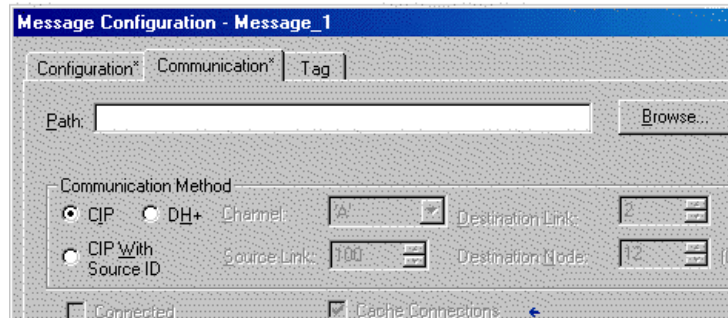 Message Configuration - Message_1
Configuration* Communication* Tag
Path: Browse...
Communication Method
CIP DH+ Channel: 'A' Destination Link: 2
CIP With Source ID Source Link: 100 Destination Node: 12
Connected Cache Connections